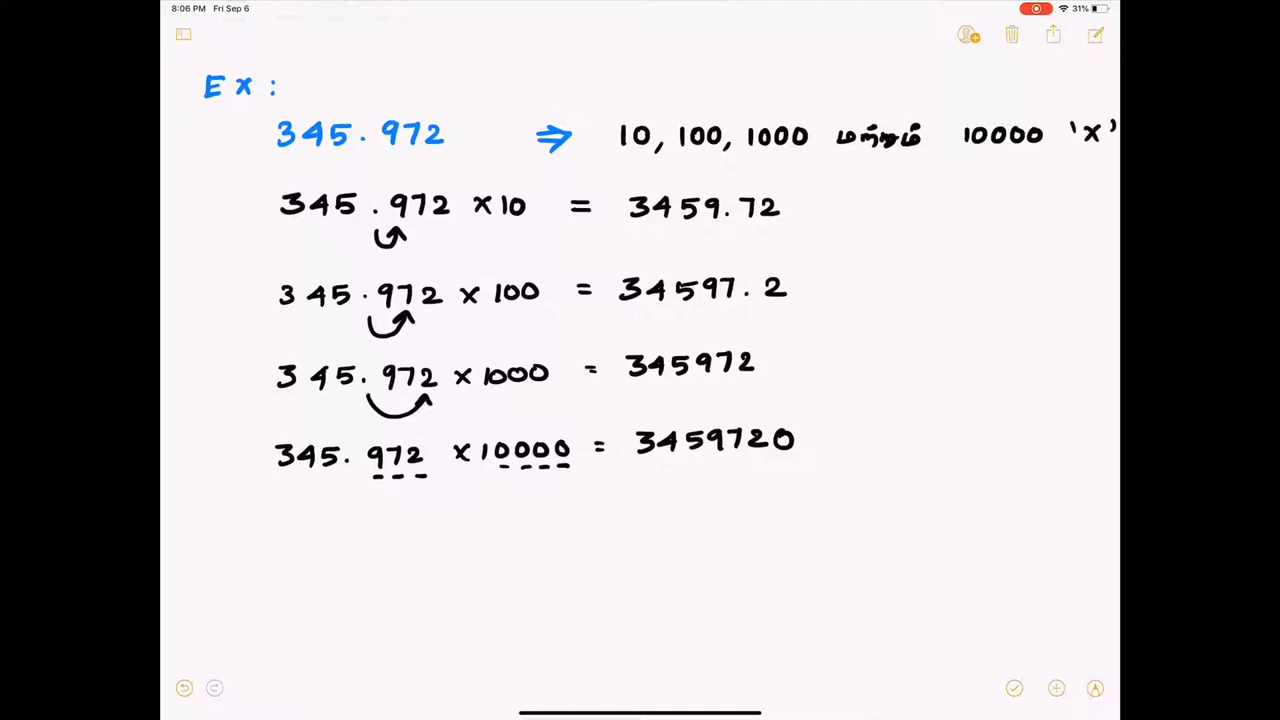 8:06 PM Fri Sep 6 31%
Ex:
345.972 ⇒ 10, 100, 1000 மற்றும் 10000 'x'
345.972 × 10 = 3459.72
345.972 × 100 = 34597.2
345.972 × 1000 = 345972
345.972 × 10000 = 3459720